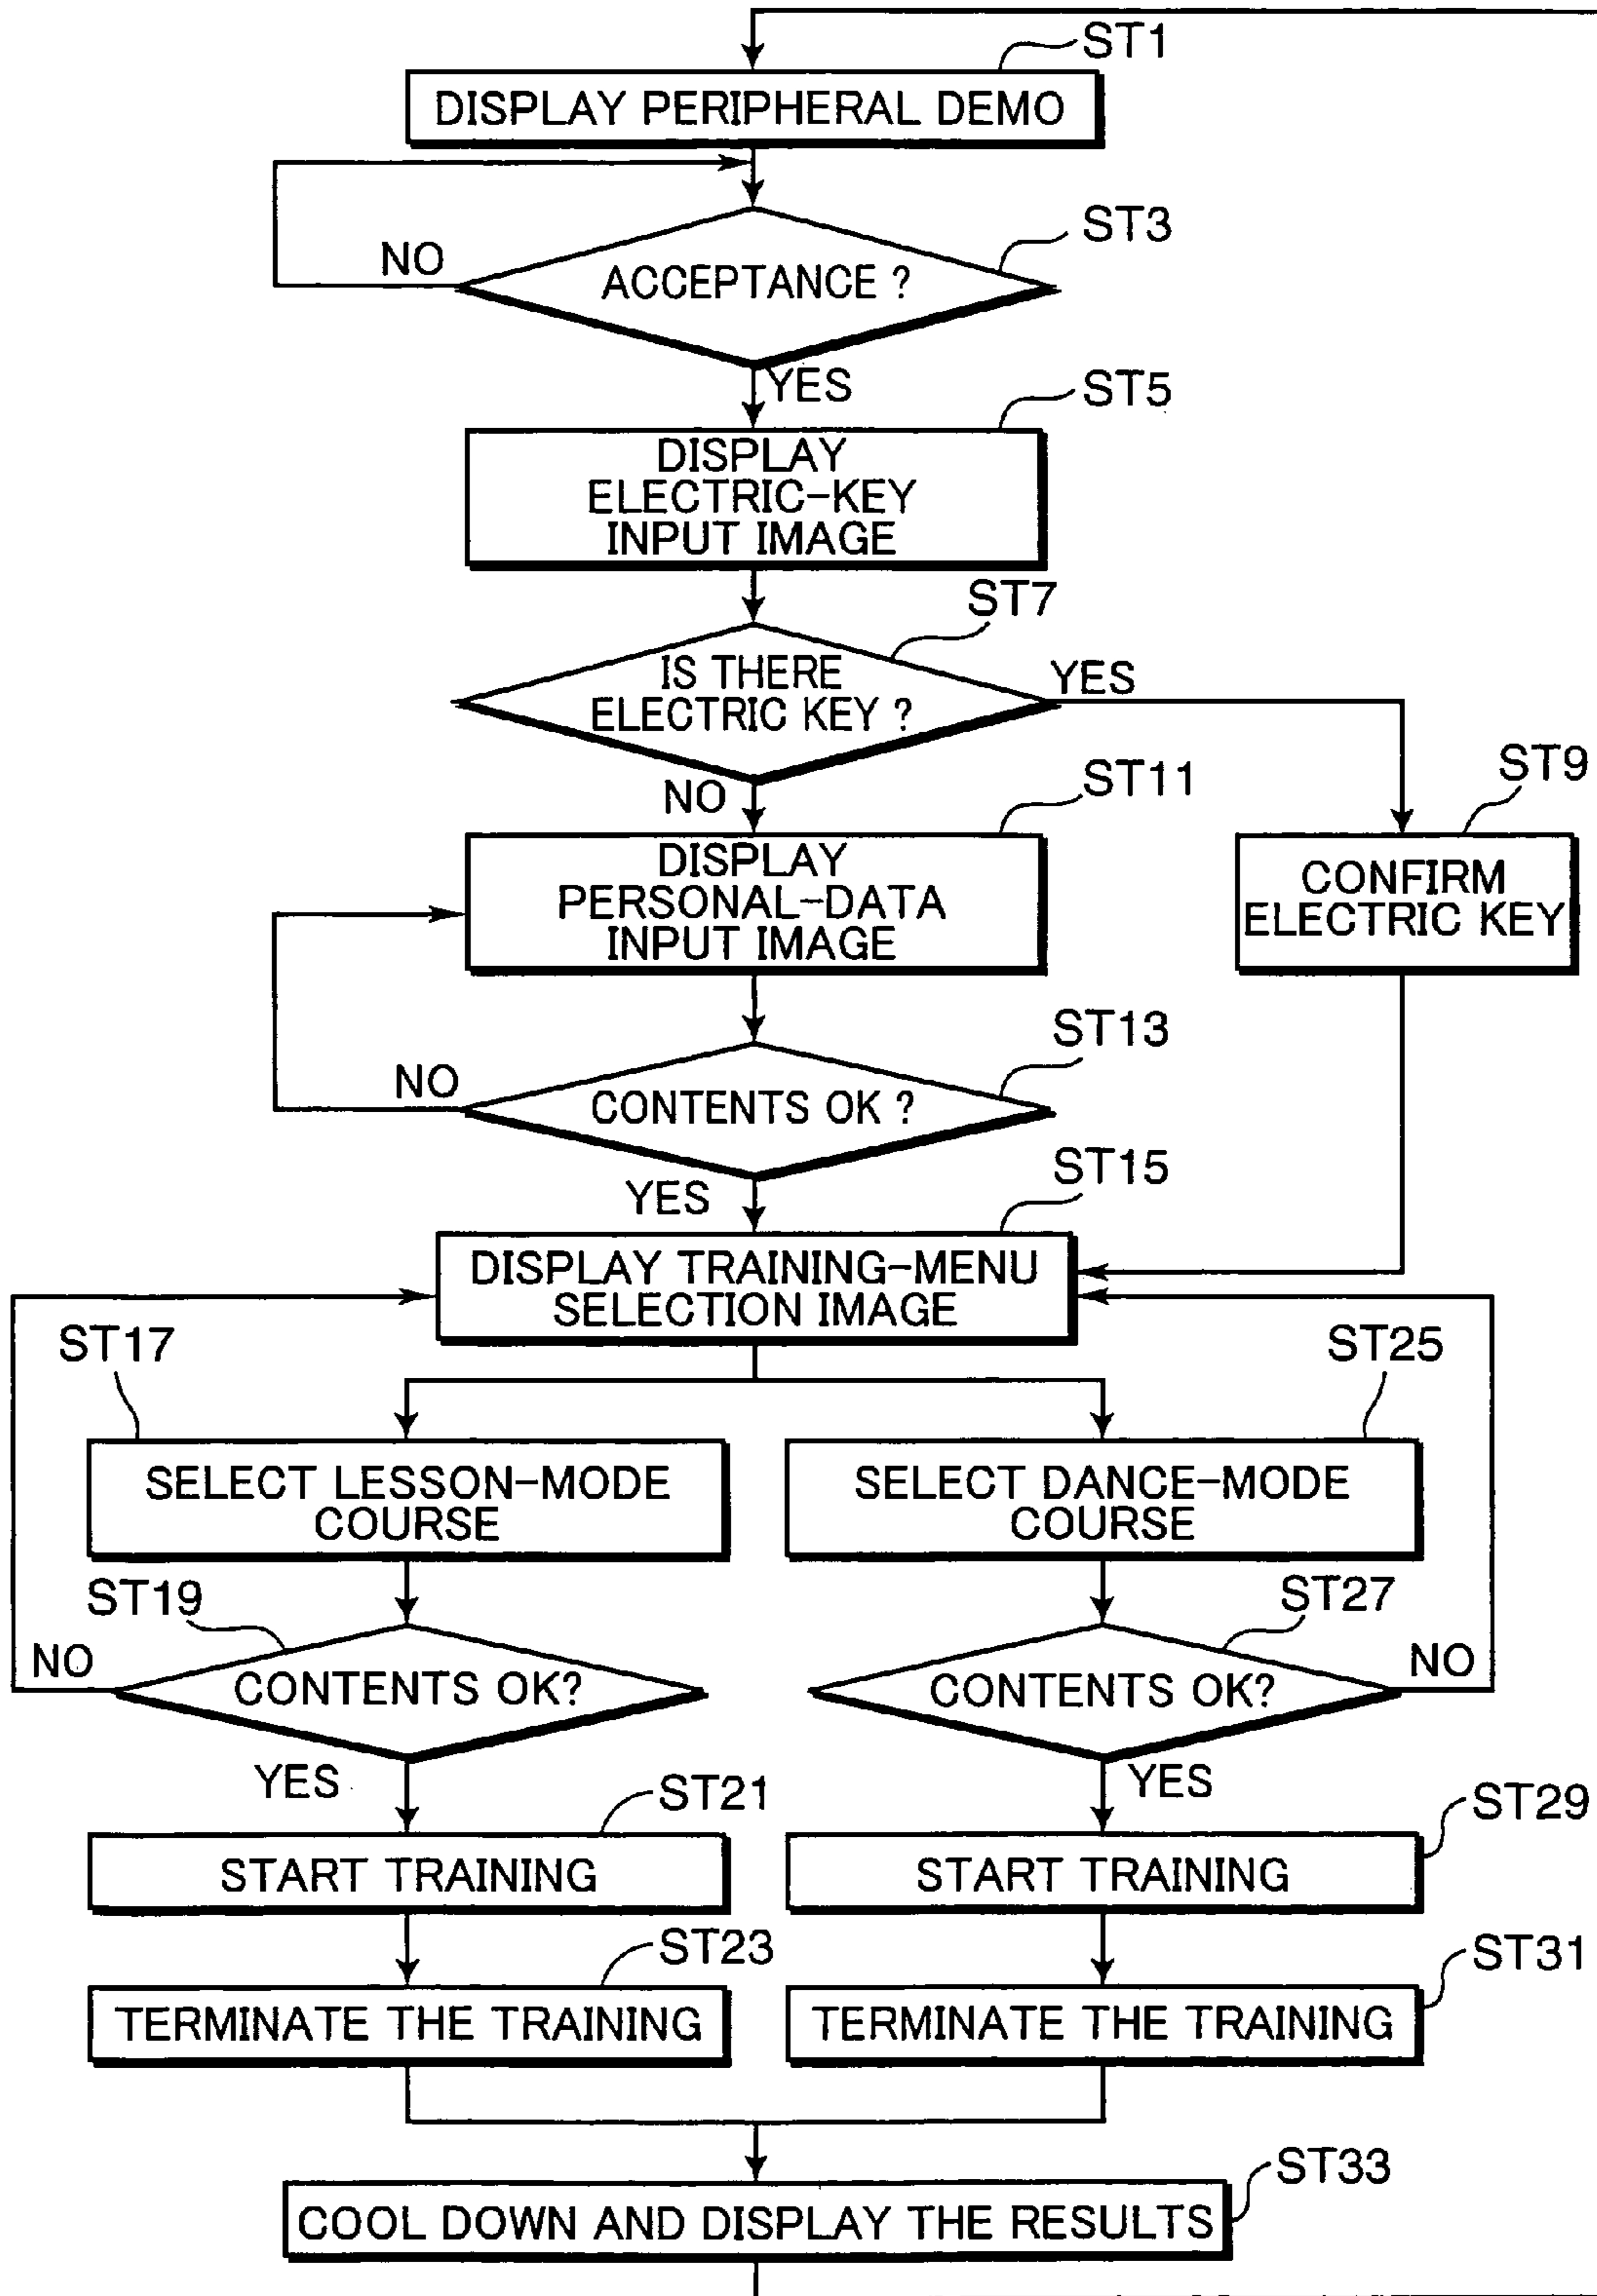 ST1
DISPLAY PERIPHERAL DEMO
ST3
NO
ACCEPTANCE ?
YES
ST5
DISPLAY
ELECTRIC-KEY
INPUT IMAGE
ST7
IS THERE
ELECTRIC KEY ?
YES
NO
ST11
ST9
DISPLAY
PERSONAL-DATA
INPUT IMAGE
CONFIRM
ELECTRIC KEY
ST13
NO
CONTENTS OK ?
YES
ST15
DISPLAY TRAINING-MENU
SELECTION IMAGE
ST17
ST25
SELECT LESSON-MODE
COURSE
SELECT DANCE-MODE
COURSE
ST19
ST27
NO
CONTENTS OK?
CONTENTS OK?
NO
YES
YES
ST21
ST29
START TRAINING
START TRAINING
ST23
ST31
TERMINATE THE TRAINING
TERMINATE THE TRAINING
ST33
COOL DOWN AND DISPLAY THE RESULTS